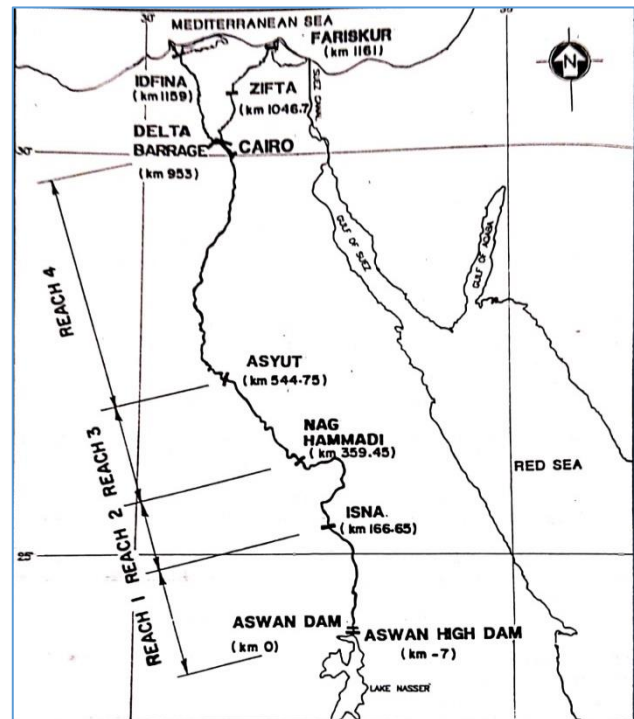 30°
35°
MEDITERRANEAN SEA
FARISKUR
(km 1161)
IDFINA
(km 1159)
ZIFTA
(km 1046.7
SUEZ CANAL
N
DELTA
BARRAGE
(km 953)
CAIRO
30°
GULF OF SUEZ
GULF OF AQABA
REACH 4
ASYUT
(km 544.75)
NAG
HAMMADI
(km 359.45)
REACH 3
RED SEA
ISNA.
(km 166.65)
REACH 2
25°
REACH 1
ASWAN DAM
(km 0)
ASWAN HIGH DAM
(km -7)
LAKE NASSER